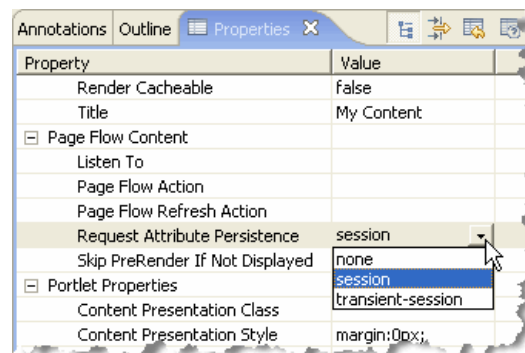 Annotations Outline Properties
Property Value
Render Cacheable false
Title My Content
Page Flow Content
Listen To
Page Flow Action
Page Flow Refresh Action
Request Attribute Persistence session
Skip PreRender If Not Displayed none
session
Portlet Properties
transient-session
Content Presentation Class
Content Presentation Style margin:0px;